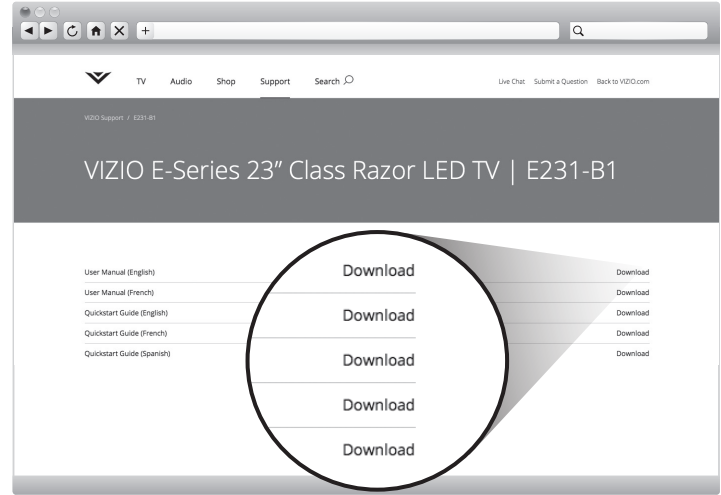 TV Audio Shop Support Search Live Chat Submit a Question Back to VIZIO.com
VIZIO Support / E231-B1
VIZIO E-Series 23” Class Razor LED TV | E231-B1
User Manual (English) Download
User Manual (French) Download
Quickstart Guide (English) Download
Quickstart Guide (French) Download
Quickstart Guide (Spanish) Download
Download
Download
Download
Download
Download